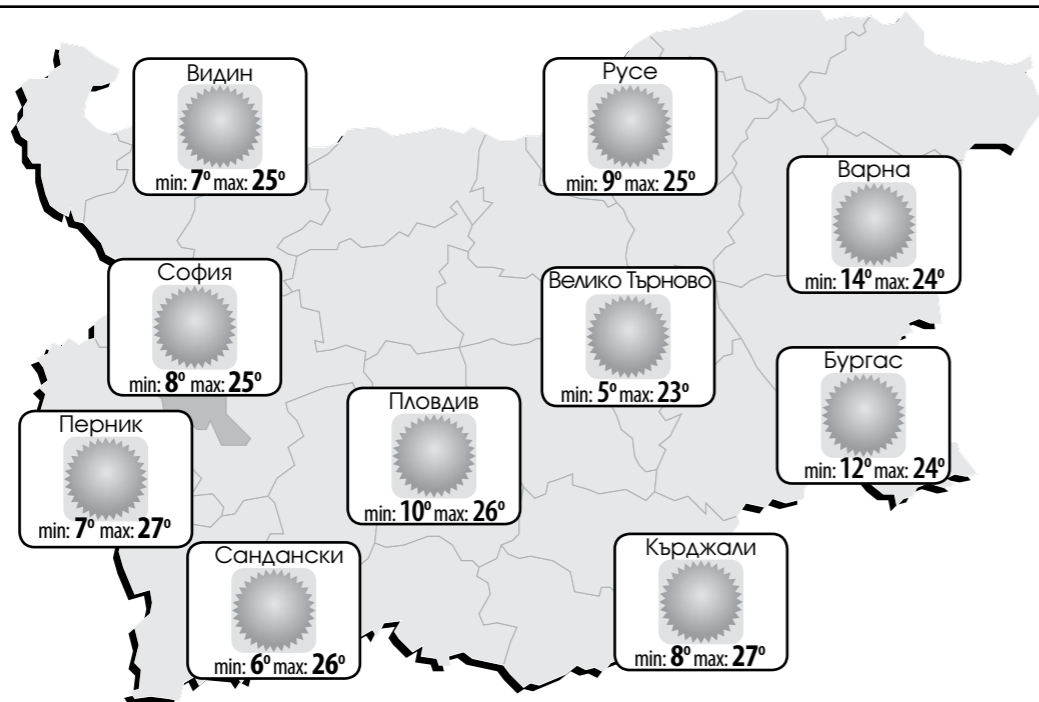 Видин
min: 7° max: 25°
Русе
min: 9° max: 25°
Варна
min: 14° max: 24°
София
min: 8° max: 25°
Велико Търново
min: 5° max: 23°
Бургас
min: 12° max: 24°
Пловдив
min: 10° max: 26°
Перник
min: 7° max: 27°
Сандански
min: 6° max: 26°
Кърджали
min: 8° max: 27°